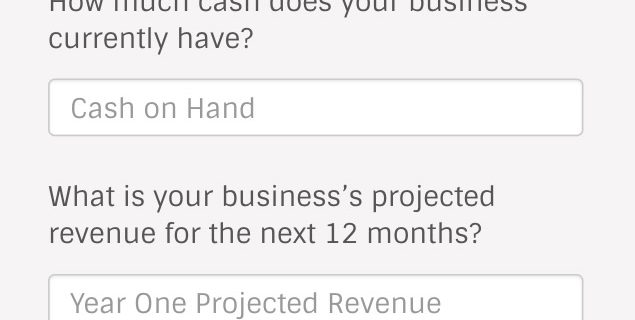 How much cash does your business
currently have?
Cash on Hand
What is your business’s projected
revenue for the next 12 months?
Year One Projected Revenue